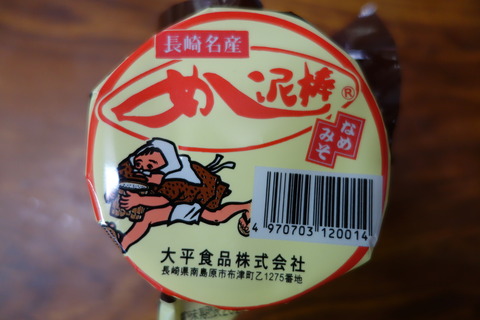 長崎名産
めし泥棒®
なめ
みそ
4 970703 120014
大平食品株式会社
長崎県南島原市布津町乙1275番地